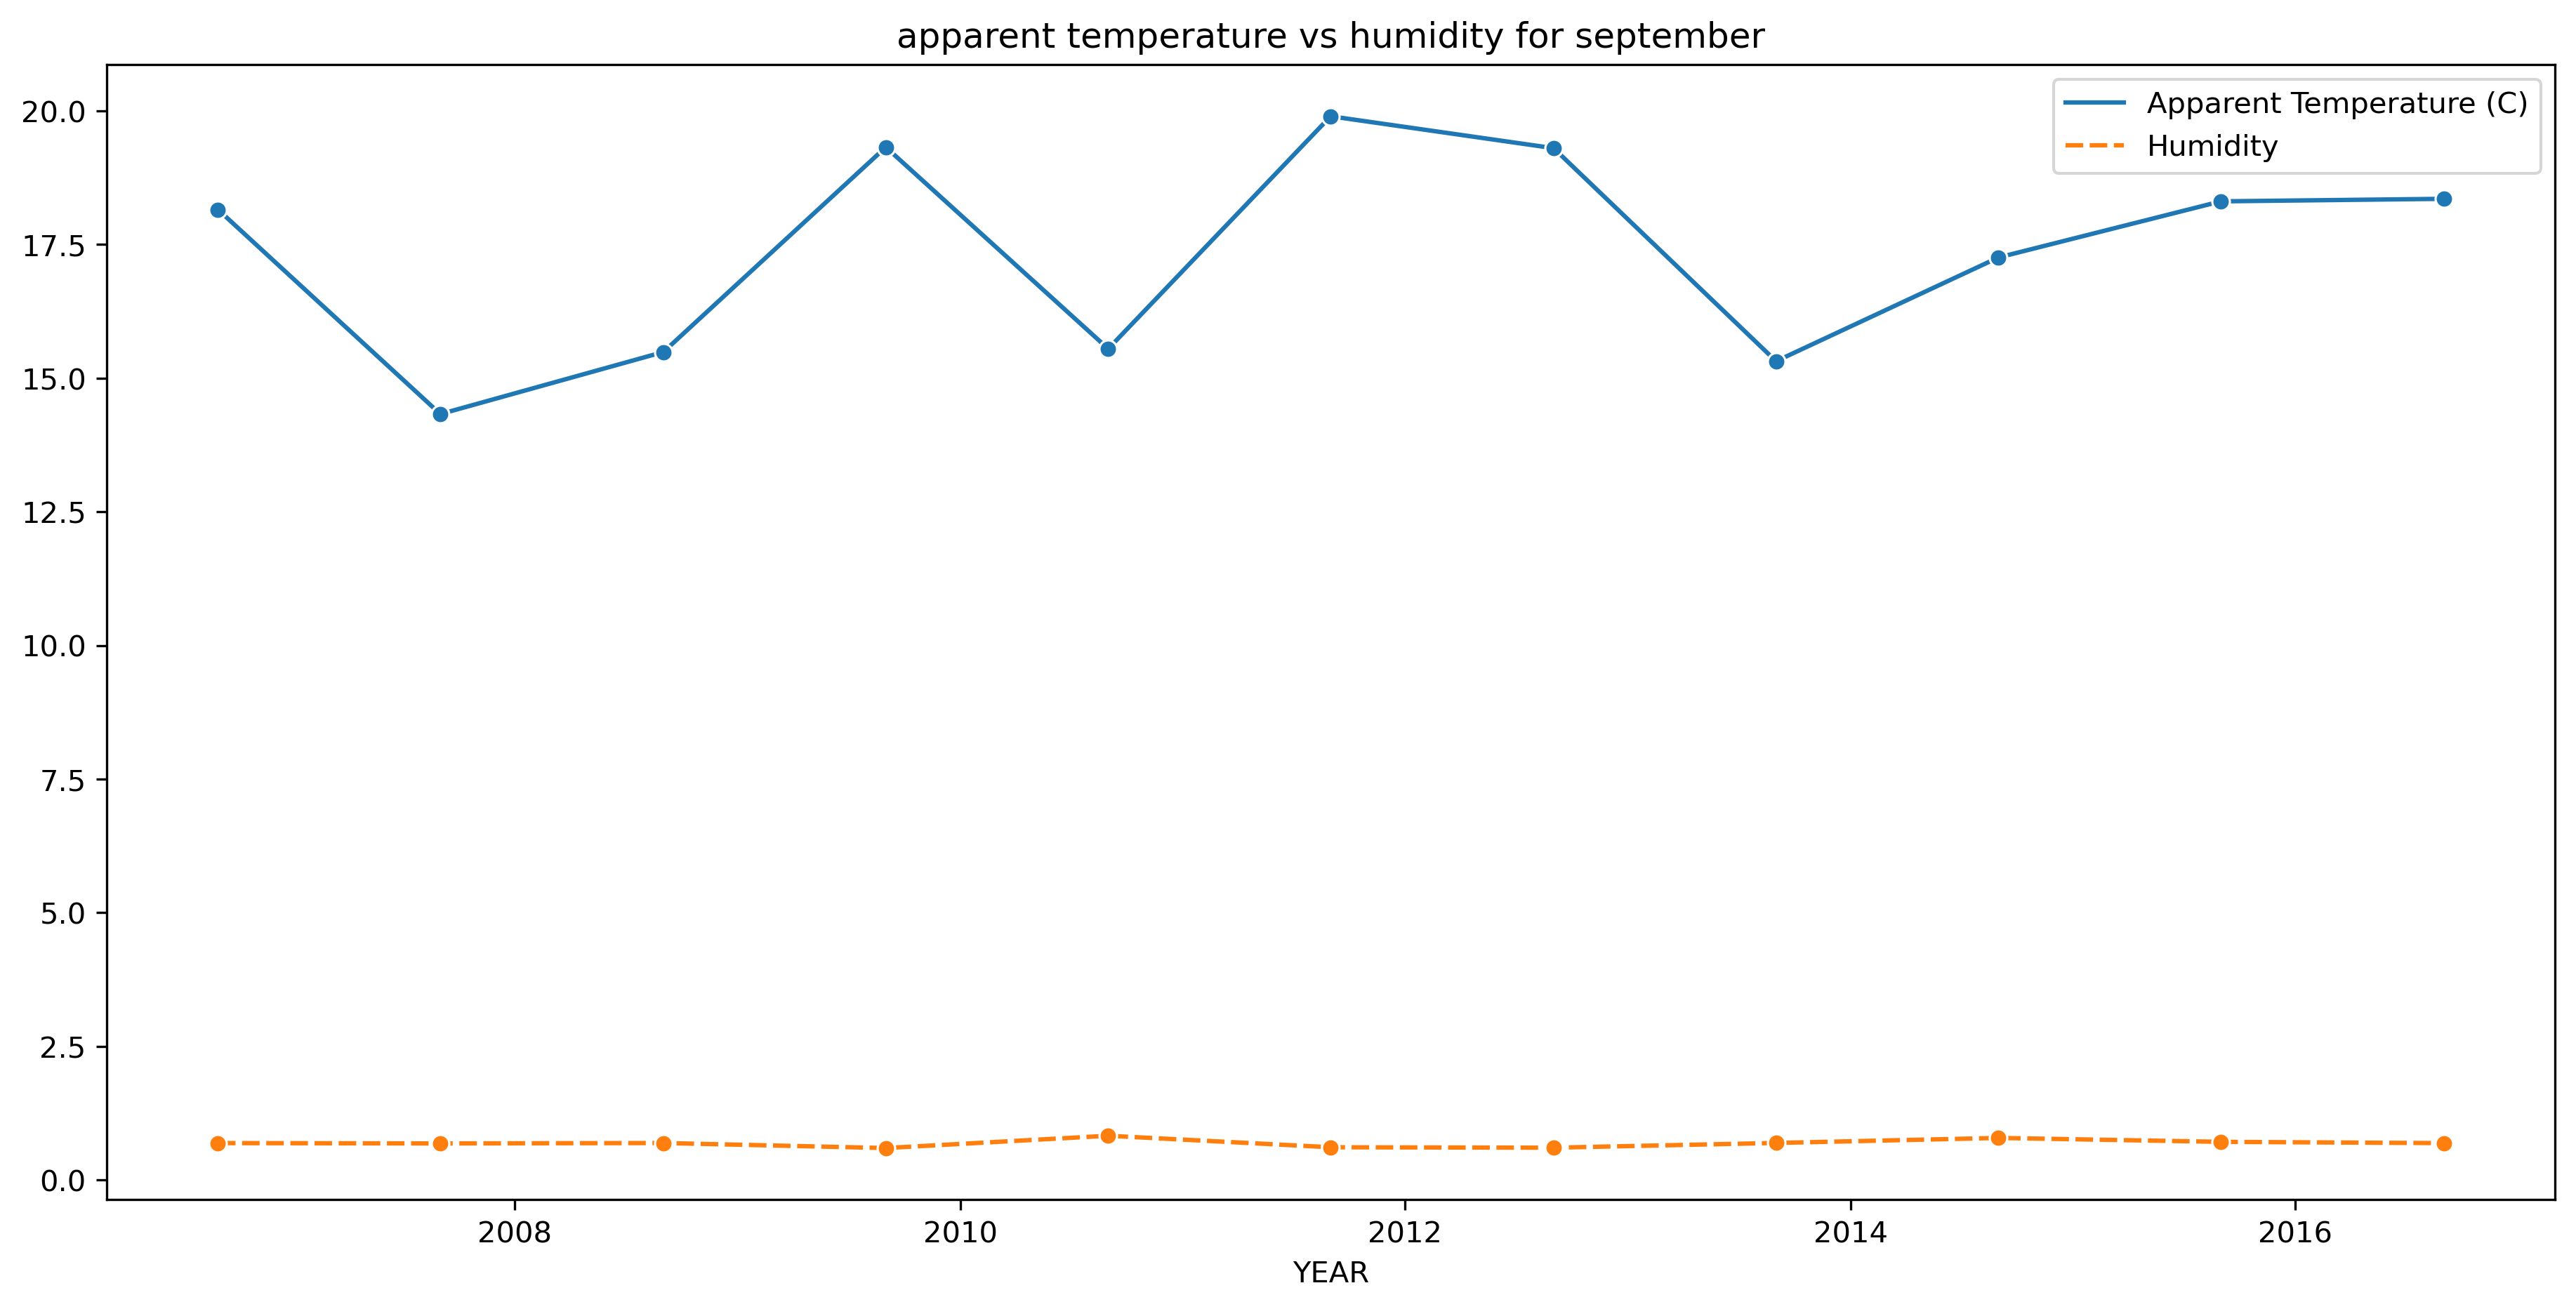 apparent temperature vs humidity for september
Apparent Temperature (C)
Humidity
20.0
17.5
15.0
12.5
10.0
7.5
5.0
2.5
0.0
2008 2010 2012 2014 2016
YEAR